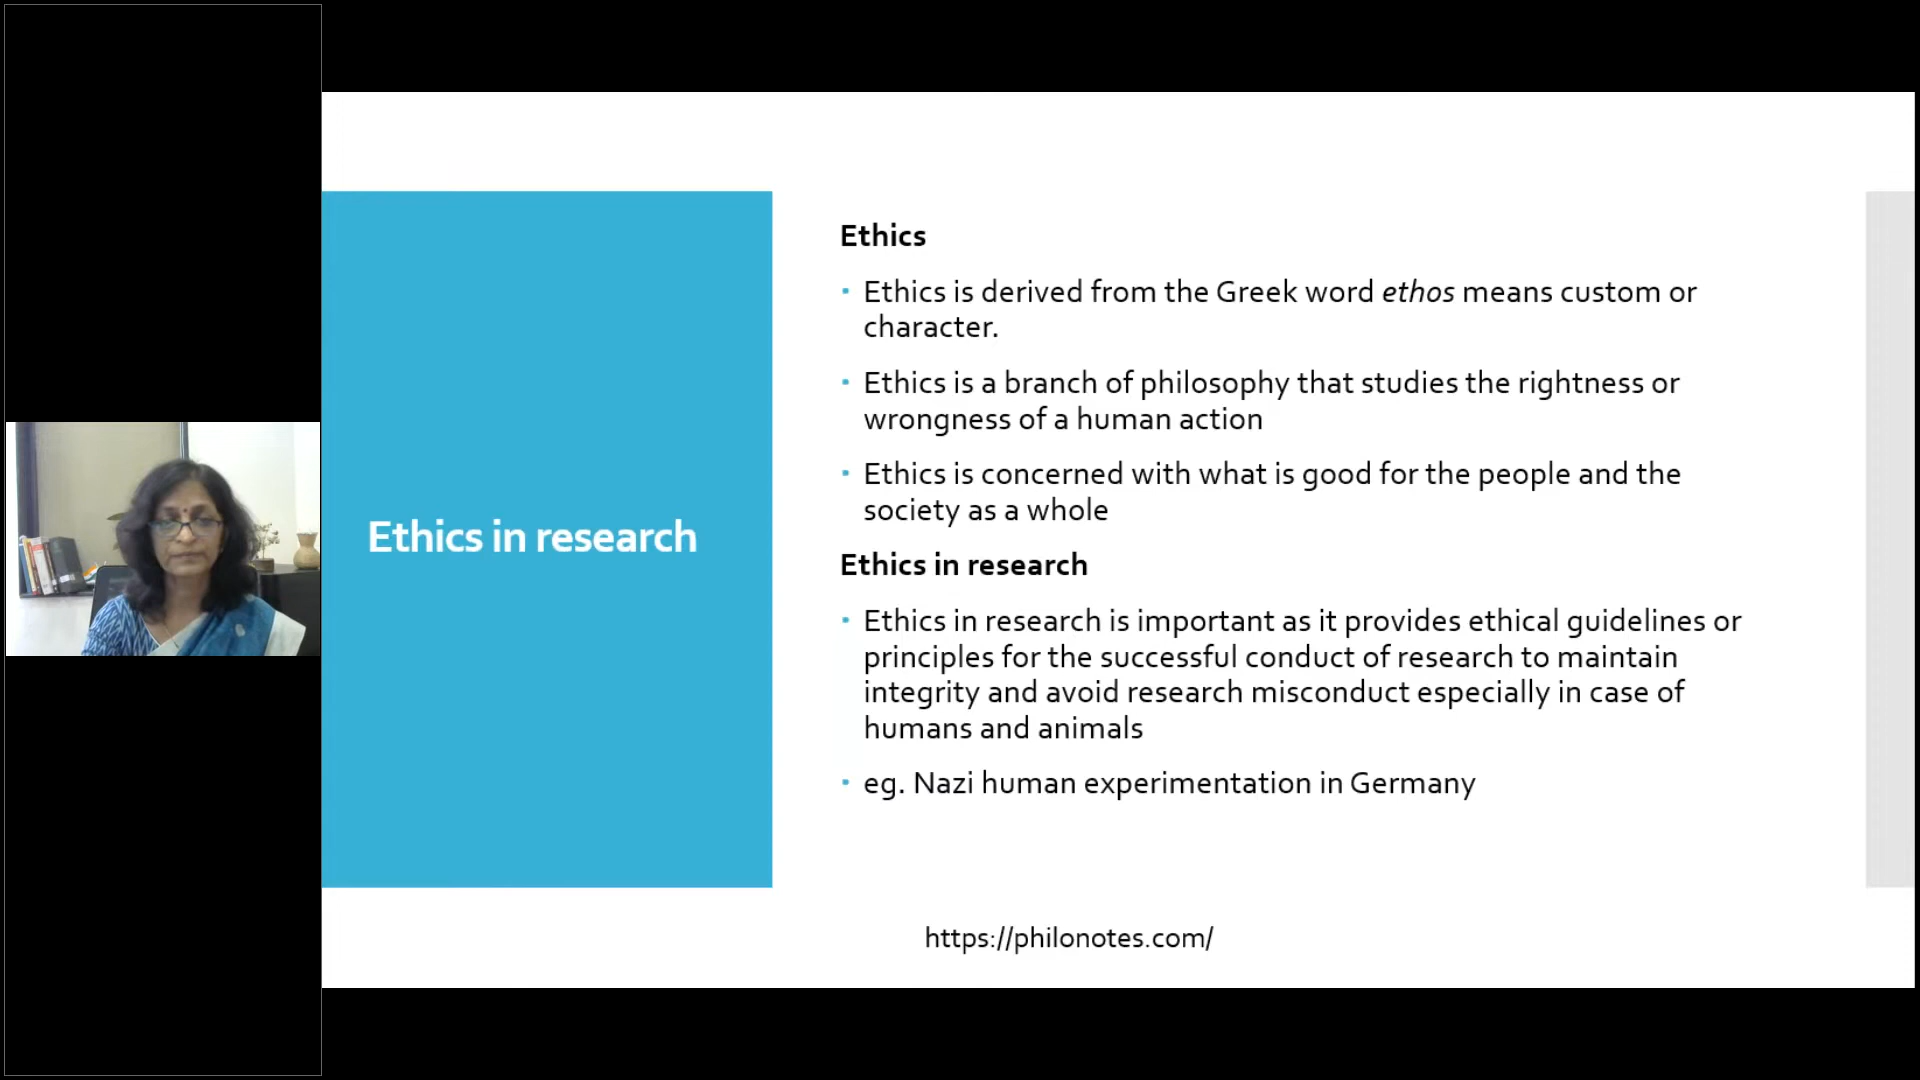 Ethics in research
Ethics
Ethics is derived from the Greek word ethos means custom or
character.
Ethics is a branch of philosophy that studies the rightness or
wrongness of a human action
Ethics is concerned with what is good for the people and the
society as a whole
Ethics in research
Ethics in research is important as it provides ethical guidelines or
principles for the successful conduct of research to maintain
integrity and avoid research misconduct especially in case of
humans and animals
eg. Nazi human experimentation in Germany
https://philonotes.com/